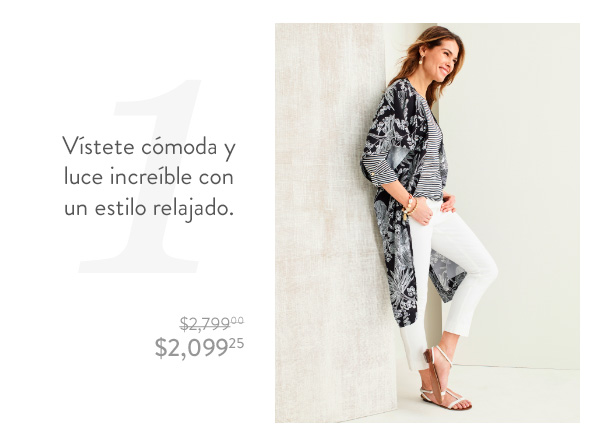 1
Vístete cómoda y
luce increíble con
un estilo relajado.
$2,799⁰⁰
$2,099²⁵